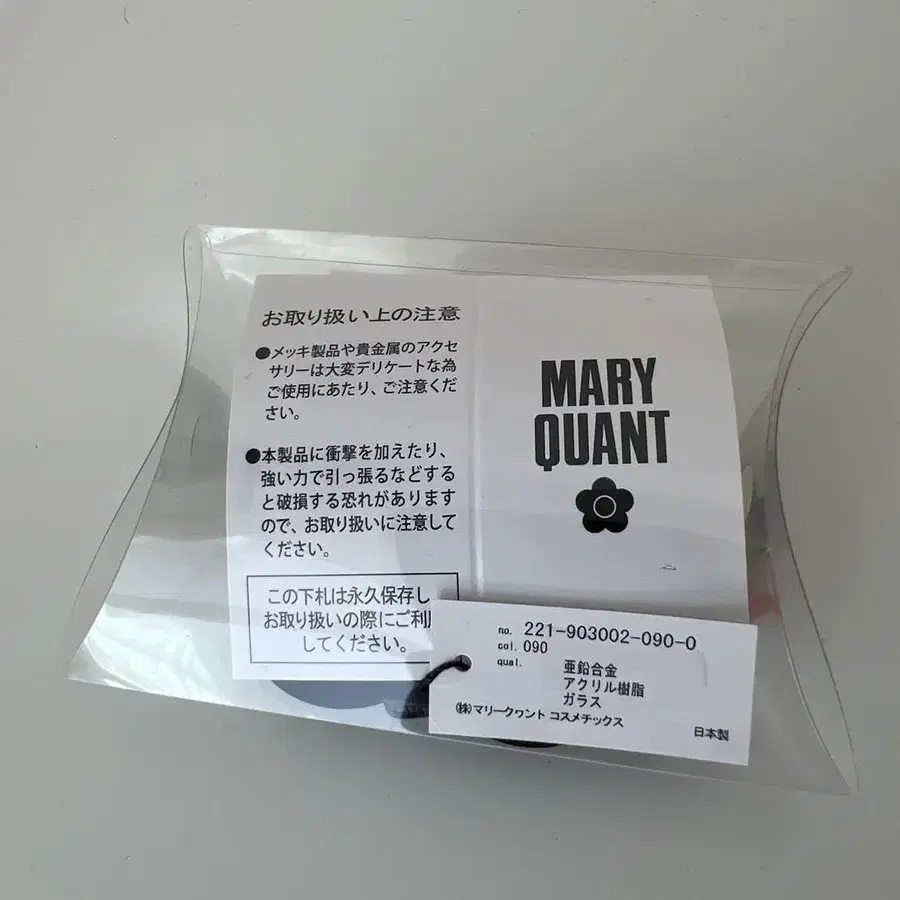 お取り扱い上の注意
●メッキ製品や貴金属のアクセ
サリーは大変デリケートな為
ご使用にあたり、ご注意くだ
さい。
●本製品に衝撃を加えたり、
強い力で引っ張るなどする
と破損する恐れがあります
ので、お取り扱いに注意して
ください。
この下札は永久保存し
お取り扱いの際にご利用
してください。
MARY
QUANT
no. 221-903002-090-0
col. 090
qual. 亜鉛合金
アクリル樹脂
ガラス
㈱マリークヮント コスメチックス
日本製